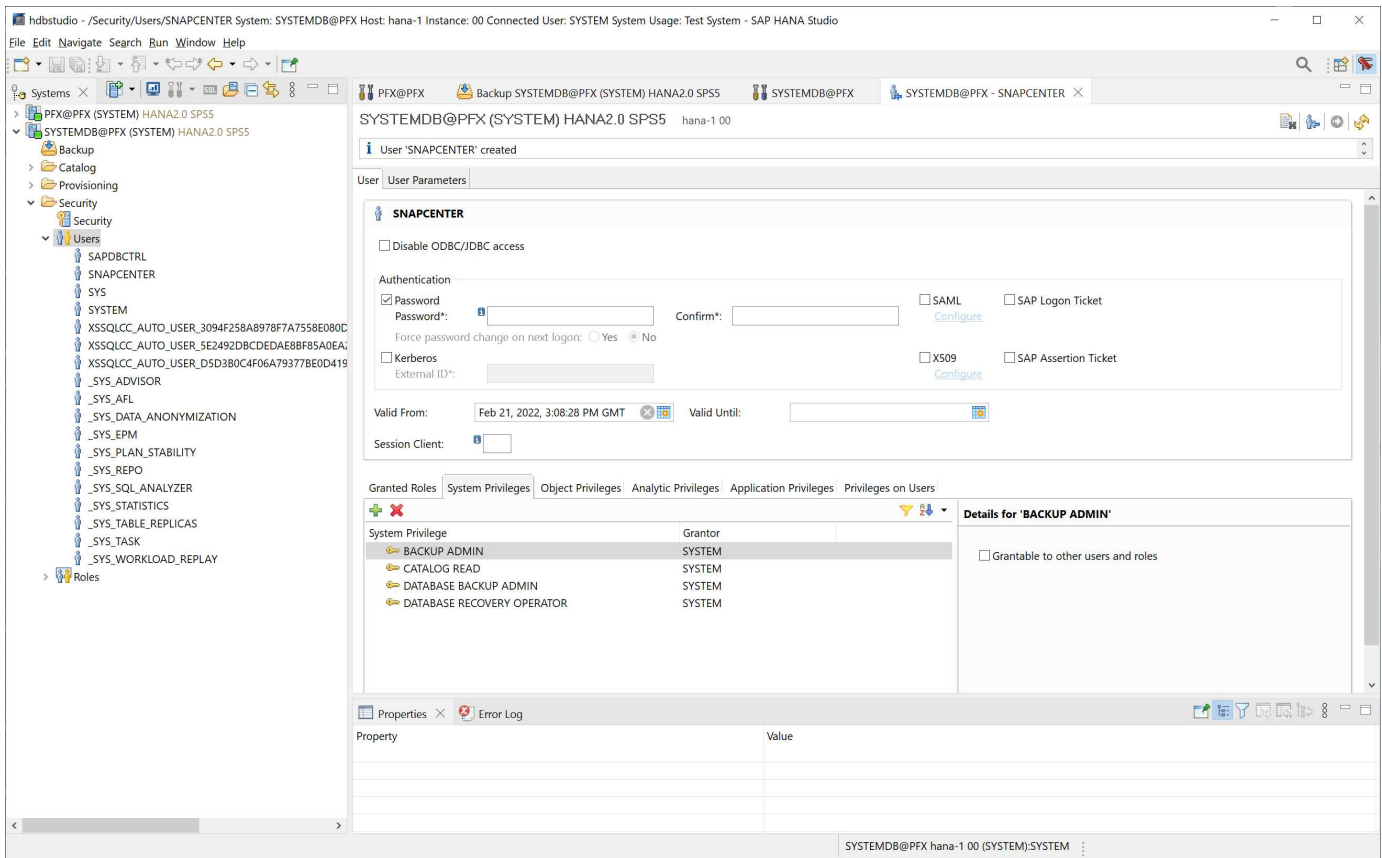 hdbstudio - /Security/Users/SNAPCENTER System: SYSTEMDB@PFX Host: hana-1 Instance: 00 Connected User: SYSTEM System Usage: Test System - SAP HANA Studio
File Edit Navigate Search Run Window Help
Systems
PFX@PFX
Backup SYSTEMDB@PFX (SYSTEM) HANA2.0 SPS5
SYSTEMDB@PFX
SYSTEMDB@PFX - SNAPCENTER
PFX@PFX (SYSTEM) HANA2.0 SPS5
SYSTEMDB@PFX (SYSTEM) HANA2.0 SPS5
Backup
Catalog
Provisioning
Security
Security
Users
SAPDBCTRL
SNAPCENTER
SYS
SYSTEM
XSSQLCC_AUTO_USER_3094F258A8978F7A7558E080D
XSSQLCC_AUTO_USER_5E2492DBCDEDAE8BF85A0EA
XSSQLCC_AUTO_USER_D5D3B0C4F06A79377BE0D419
_SYS_ADVISOR
_SYS_AFL
_SYS_DATA_ANONYMIZATION
_SYS_EPM
_SYS_PLAN_STABILITY
_SYS_REPO
_SYS_SQL_ANALYZER
_SYS_STATISTICS
_SYS_TABLE_REPLICAS
_SYS_TASK
_SYS_WORKLOAD_REPLAY
Roles
SYSTEMDB@PFX (SYSTEM) HANA2.0 SPS5 hana-1 00
User 'SNAPCENTER' created
User User Parameters
SNAPCENTER
Disable ODBC/JDBC access
Authentication
Password SAML SAP Logon Ticket
Password*: Confirm*: Configure
Force password change on next logon: Yes No
Kerberos X509 SAP Assertion Ticket
External ID*: Configure
Valid From: Feb 21, 2022, 3:08:28 PM GMT Valid Until:
Session Client:
Granted Roles System Privileges Object Privileges Analytic Privileges Application Privileges Privileges on Users
Details for 'BACKUP ADMIN'
System Privilege Grantor
BACKUP ADMIN SYSTEM
Grantable to other users and roles
CATALOG READ SYSTEM
DATABASE BACKUP ADMIN SYSTEM
DATABASE RECOVERY OPERATOR SYSTEM
Properties Error Log
Property Value
SYSTEMDB@PFX hana-1 00 (SYSTEM):SYSTEM